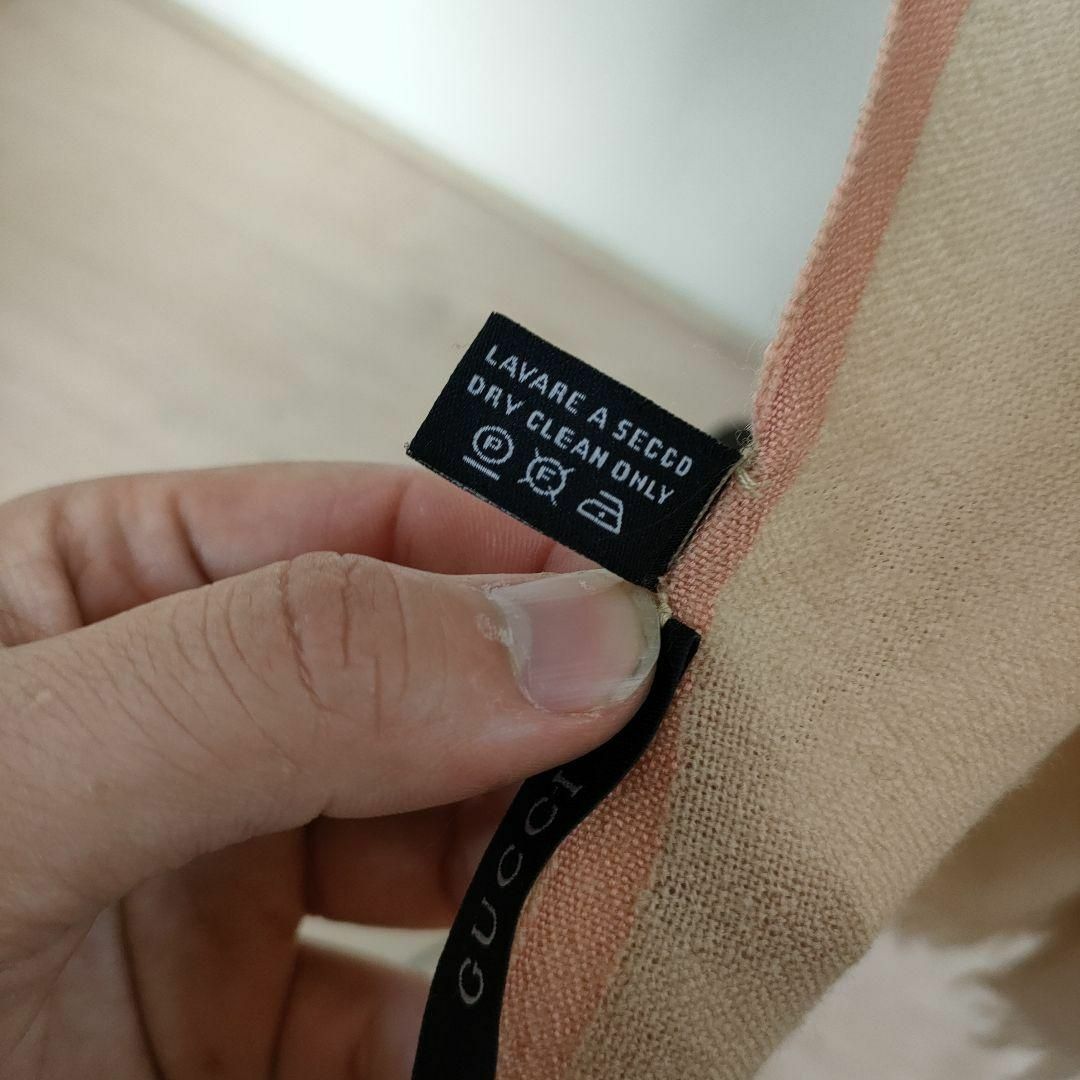 LAVARE A SECCO
DRY CLEAN ONLY
P F
GUCCI